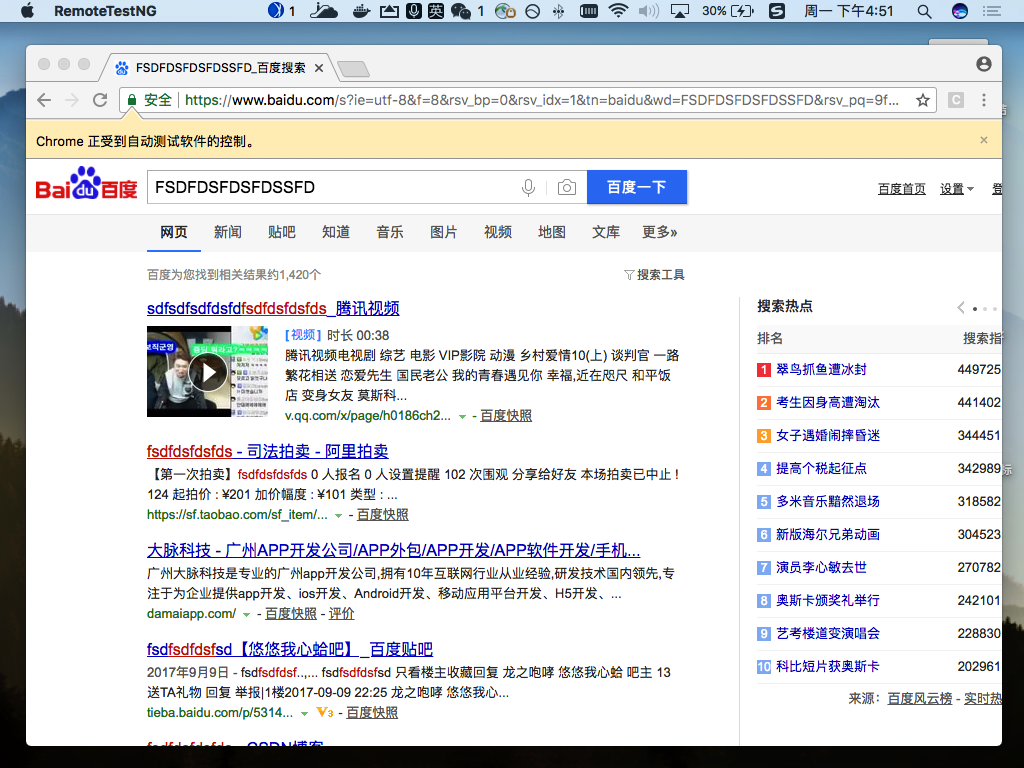 RemoteTestNG
1
英
1
30%
周一 下午4:51
FSDFDSFDSFDSSFD_百度搜索
安全
https://www.baidu.com/s?ie=utf-8&f=8&rsv_bp=0&rsv_idx=1&tn=baidu&wd=FSDFDSFDSFDSSFD&rsv_pq=9f...
Chrome 正受到自动测试软件的控制。
Bai du 百度
FSDFDSFDSFDSSFD
百度一下
百度首页 设置 登
网页 新闻 贴吧 知道 音乐 图片 视频 地图 文库 更多»
百度为您找到相关结果约1,420个
搜索工具
sdfsdfsdfdsfdfsdfdsfdsfds_腾讯视频
[视频] 时长 00:38
腾讯视频电视剧 综艺 电影 VIP影院 动漫 乡村爱情10(上) 谈判官 一路
繁花相送 恋爱先生 国民老公 我的青春遇见你 幸福,近在咫尺 和平饭
店 变身女友 莫斯科...
v.qq.com/x/page/h0186ch2... - 百度快照
fsdfdsfdsfds - 司法拍卖 - 阿里拍卖
【第一次拍卖】fsdfdsfdsfds 0 人报名 0 人设置提醒 102 次围观 分享给好友 本场拍卖已中止 !
124 起拍价 : ¥201 加价幅度 : ¥101 类型 : ...
https://sf.taobao.com/sf_item/... - 百度快照
大脉科技 - 广州APP开发公司/APP外包/APP开发/APP软件开发/手机...
广州大脉科技是专业的广州app开发公司,拥有10年互联网行业从业经验,研发技术国内领先,专
注于为企业提供app开发、ios开发、Android开发、移动应用平台开发、H5开发、...
damaiapp.com/ - 百度快照 - 评价
fsdfsdfdsfsd【悠悠我心蛤吧】_百度贴吧
2017年9月9日 - fsdfsdfdsf..,... fsdfsdfdsfsd 只看楼主收藏回复 龙之咆哮 悠悠我心蛤 吧主 13
送TA礼物 回复 举报|1楼2017-09-09 22:25 龙之咆哮 悠悠我心...
tieba.baidu.com/p/5314... V3 - 百度快照
fsdfdsfdsfds - CSDN博客
搜索热点
排名 搜索指
1 翠鸟抓鱼遭冰封 449725
2 考生因身高遭淘汰 441402
3 女子遇婚闹摔昏迷 344451
4 提高个税起征点 342989
5 多米音乐黯然退场 318582
6 新版海尔兄弟动画 304523
7 演员李心敏去世 270782
8 奥斯卡颁奖礼举行 242101
9 艺考楼道变演唱会 228830
10 科比短片获奥斯卡 202961
来源：百度风云榜 - 实时热